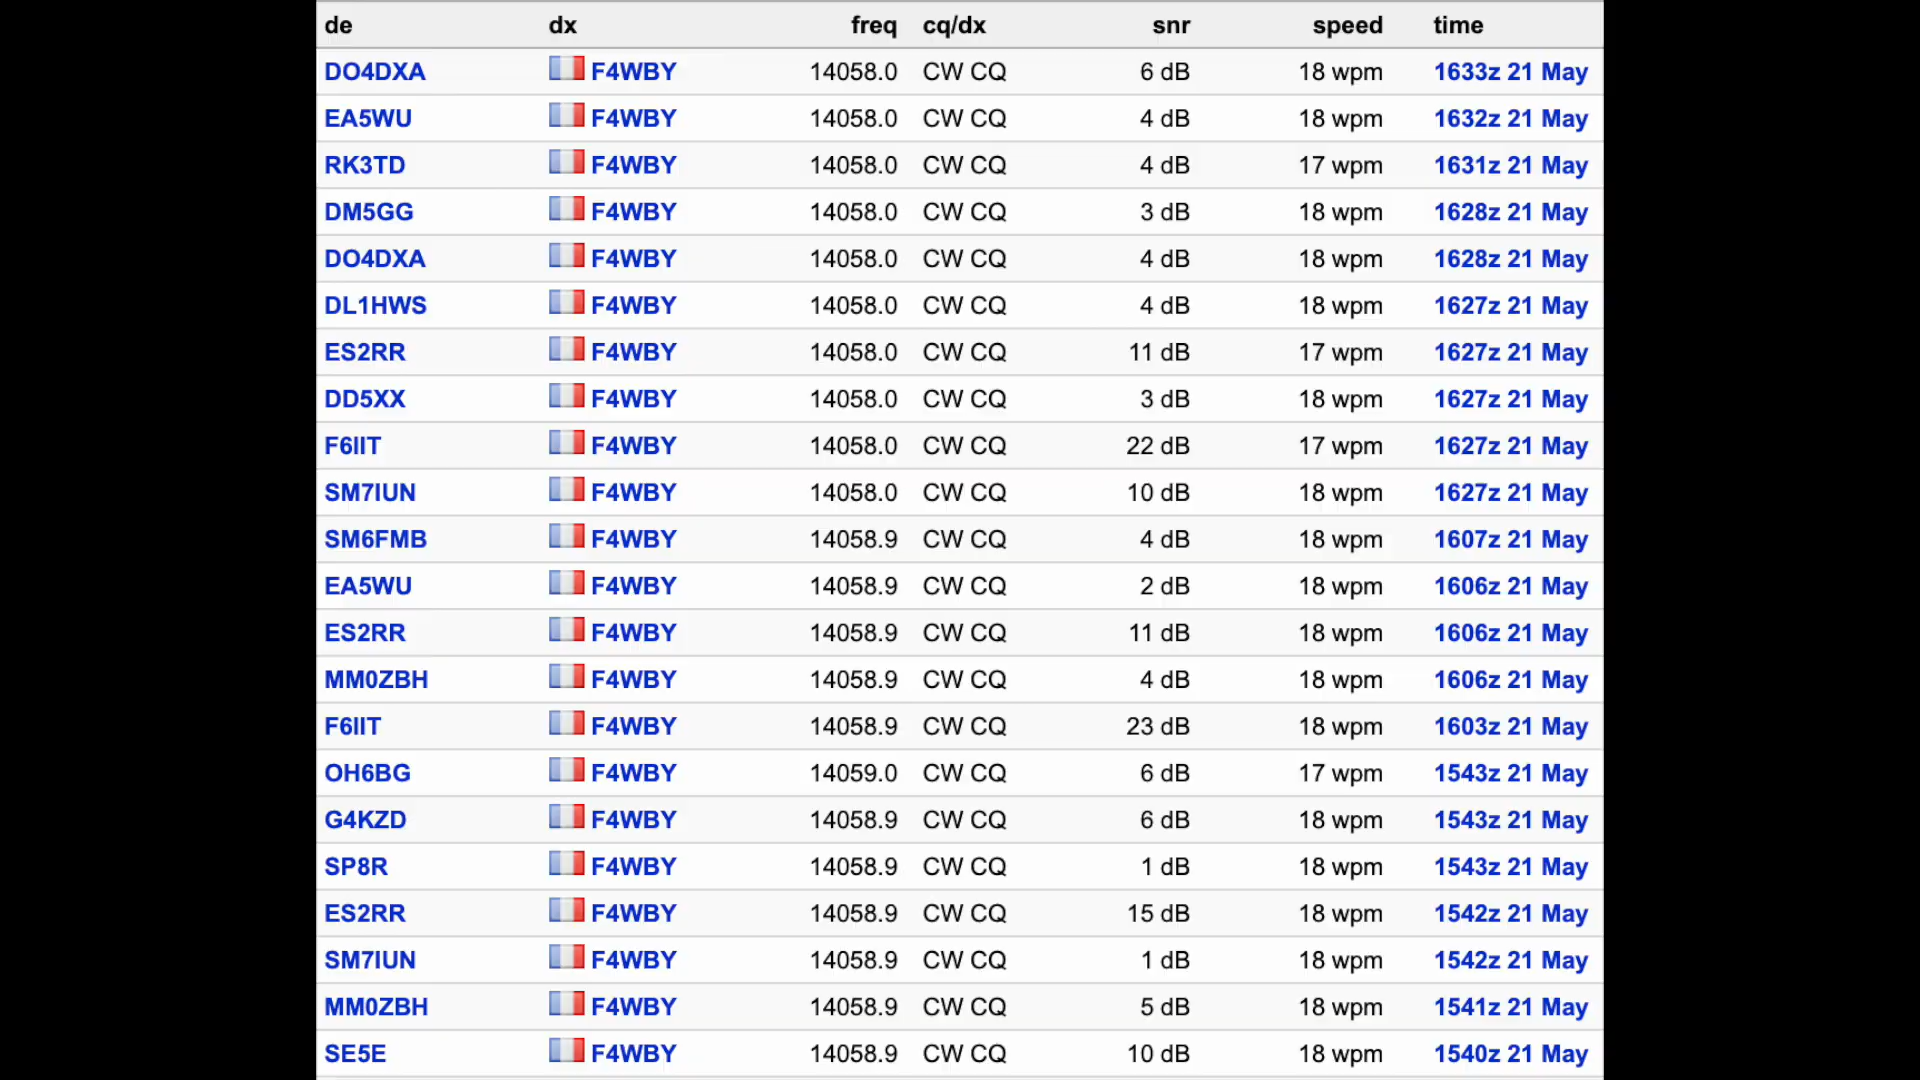 de dx freq cq/dx snr speed time
DO4DXA F4WBY 14058.0 CW CQ 6 dB 18 wpm 1633z 21 May
EA5WU F4WBY 14058.0 CW CQ 4 dB 18 wpm 1632z 21 May
RK3TD F4WBY 14058.0 CW CQ 4 dB 17 wpm 1631z 21 May
DM5GG F4WBY 14058.0 CW CQ 3 dB 18 wpm 1628z 21 May
DO4DXA F4WBY 14058.0 CW CQ 4 dB 18 wpm 1628z 21 May
DL1HWS F4WBY 14058.0 CW CQ 4 dB 18 wpm 1627z 21 May
ES2RR F4WBY 14058.0 CW CQ 11 dB 17 wpm 1627z 21 May
DD5XX F4WBY 14058.0 CW CQ 3 dB 18 wpm 1627z 21 May
F6IIT F4WBY 14058.0 CW CQ 22 dB 17 wpm 1627z 21 May
SM7IUN F4WBY 14058.0 CW CQ 10 dB 18 wpm 1627z 21 May
SM6FMB F4WBY 14058.9 CW CQ 4 dB 18 wpm 1607z 21 May
EA5WU F4WBY 14058.9 CW CQ 2 dB 18 wpm 1606z 21 May
ES2RR F4WBY 14058.9 CW CQ 11 dB 18 wpm 1606z 21 May
MM0ZBH F4WBY 14058.9 CW CQ 4 dB 18 wpm 1606z 21 May
F6IIT F4WBY 14058.9 CW CQ 23 dB 18 wpm 1603z 21 May
OH6BG F4WBY 14059.0 CW CQ 6 dB 17 wpm 1543z 21 May
G4KZD F4WBY 14058.9 CW CQ 6 dB 18 wpm 1543z 21 May
SP8R F4WBY 14058.9 CW CQ 1 dB 18 wpm 1543z 21 May
ES2RR F4WBY 14058.9 CW CQ 15 dB 18 wpm 1542z 21 May
SM7IUN F4WBY 14058.9 CW CQ 1 dB 18 wpm 1542z 21 May
MM0ZBH F4WBY 14058.9 CW CQ 5 dB 18 wpm 1541z 21 May
SE5E F4WBY 14058.9 CW CQ 10 dB 18 wpm 1540z 21 May